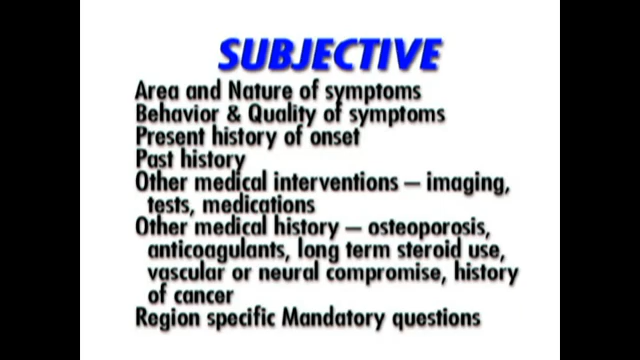 SUBJECTIVE
Area and Nature of symptoms
Behavior & Quality of symptoms
Present history of onset
Past history
Other medical interventions — imaging,
tests, medications
Other medical history — osteoporosis,
anticoagulants, long term steroid use,
vascular or neural compromise, history
of cancer
Region specific Mandatory questions